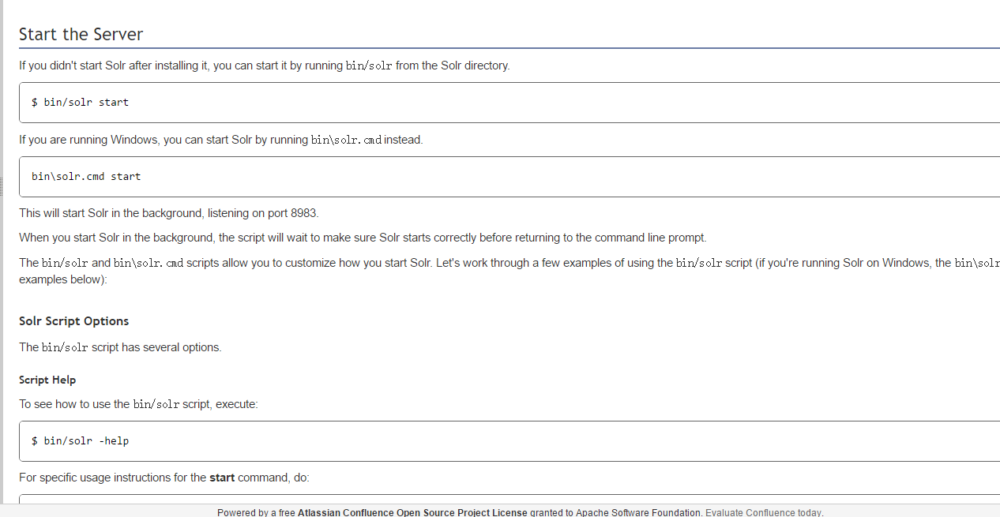 Start the Server
If you didn't start Solr after installing it, you can start it by running bin/solr from the Solr directory.
$ bin/solr start
If you are running Windows, you can start Solr by running bin\solr.cmd instead.
bin\solr.cmd start
This will start Solr in the background, listening on port 8983.
When you start Solr in the background, the script will wait to make sure Solr starts correctly before returning to the command line prompt.
The bin/solr and bin\solr.cmd scripts allow you to customize how you start Solr. Let's work through a few examples of using the bin/solr script (if you're running Solr on Windows, the bin\solr
examples below):
Solr Script Options
The bin/solr script has several options.
Script Help
To see how to use the bin/solr script, execute:
$ bin/solr -help
For specific usage instructions for the start command, do:
Powered by a free Atlassian Confluence Open Source Project License granted to Apache Software Foundation. Evaluate Confluence today.